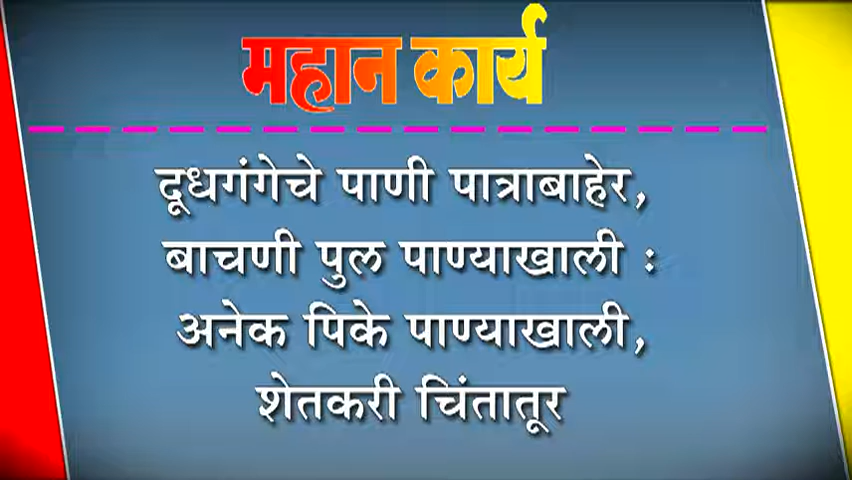 महान कार्य
दूधगंगेचे पाणी पात्राबाहेर,
बाचणी पुल पाण्याखाली :
अनेक पिके पाण्याखाली,
शेतकरी चिंतातूर